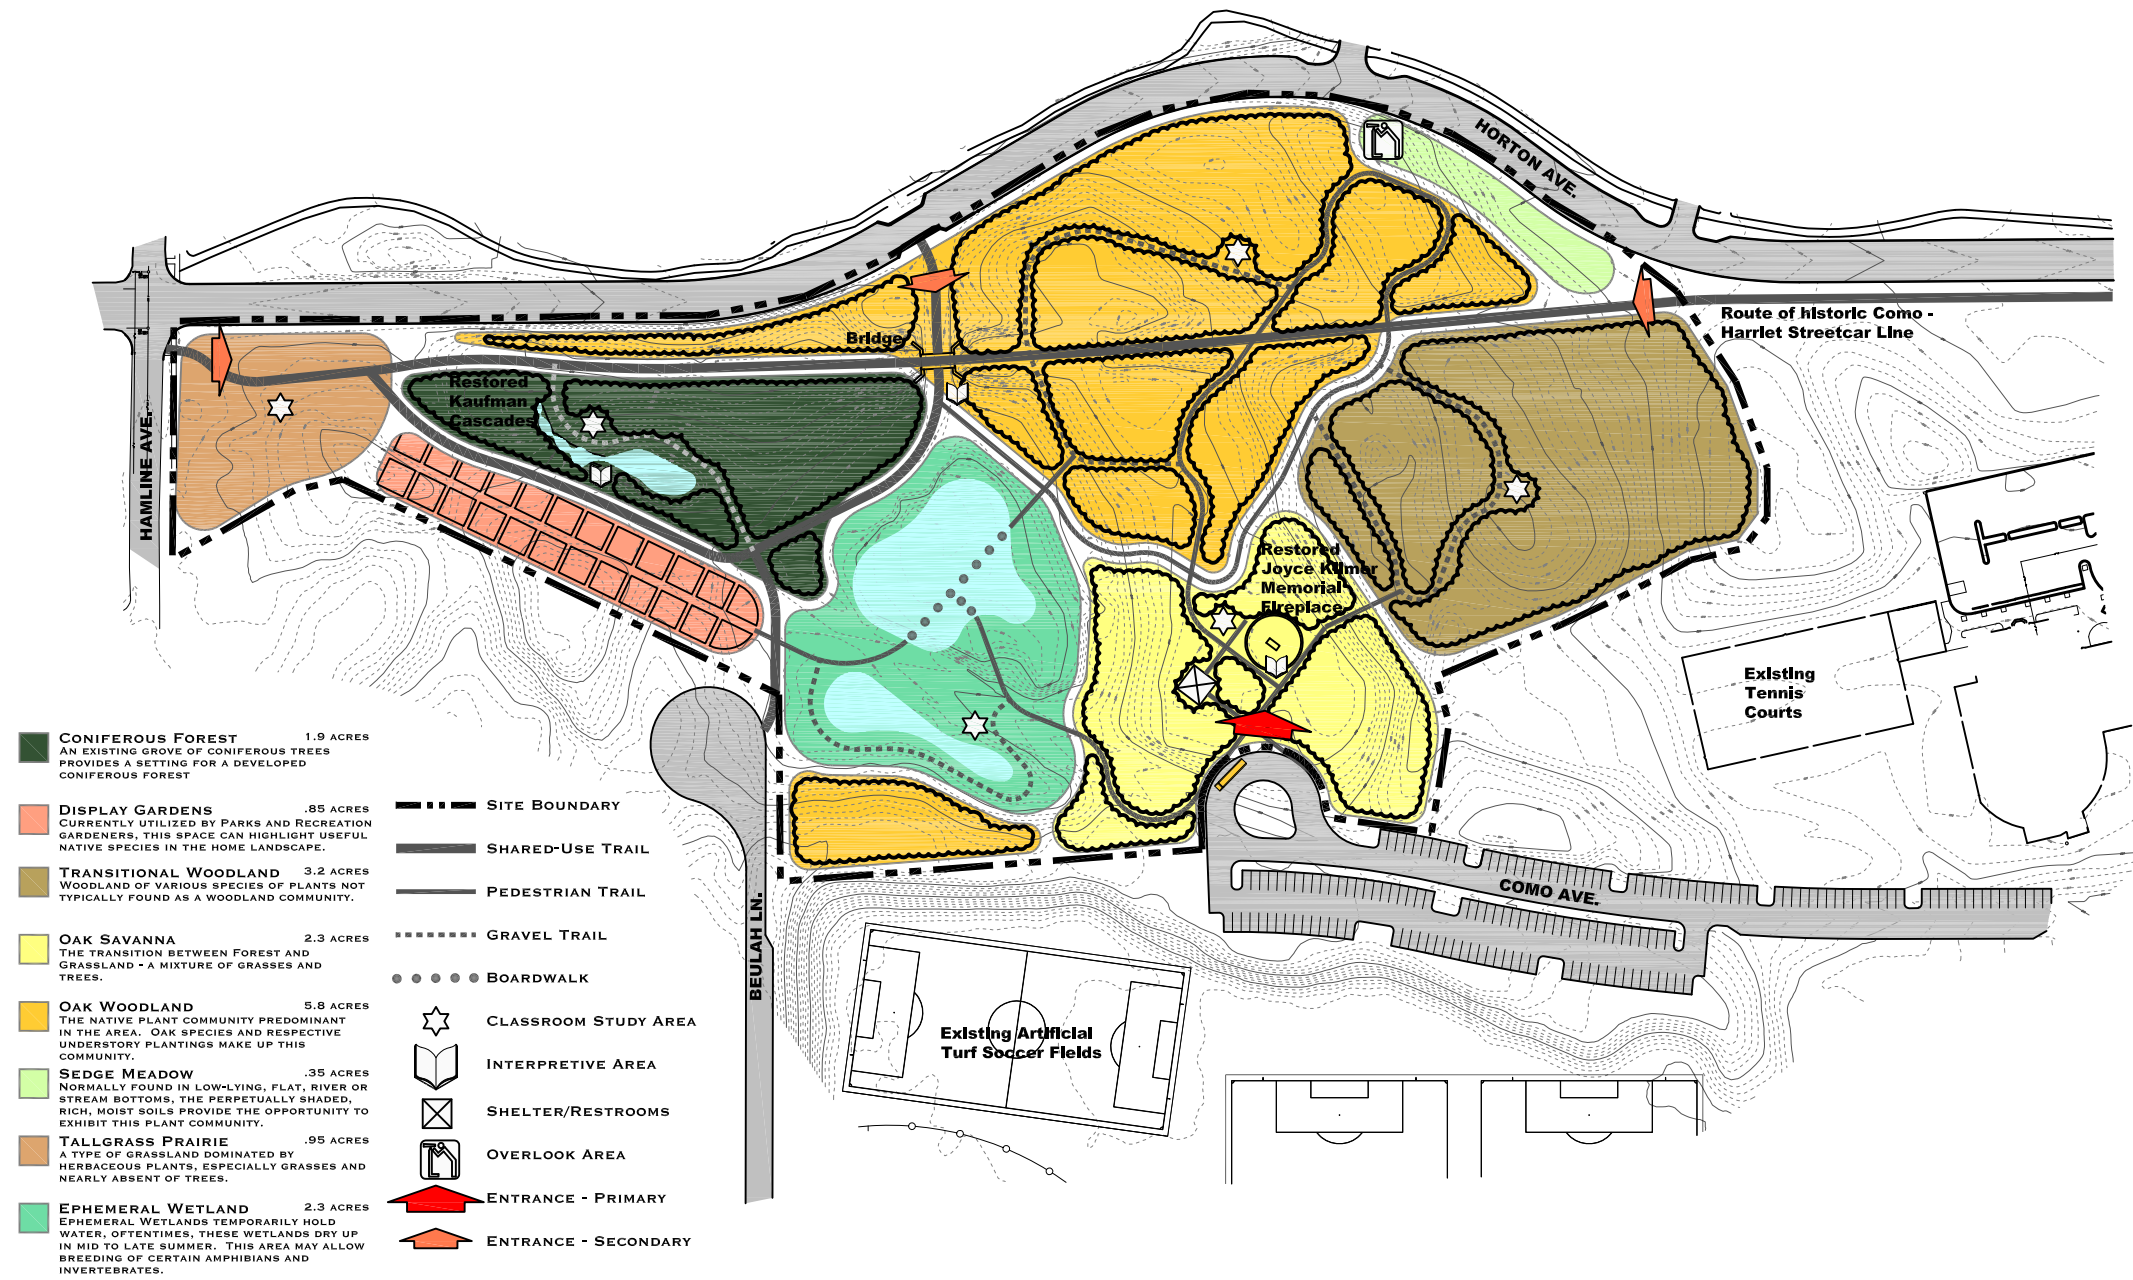 HORTON AVE.
Route of historic Como -
Harriet Streetcar Line
Bridge
Restored
Kaufman
Cascades
HAMLINE AVE.
Restored
Joyce Kilmer
Memorial
Fireplace
Existing
Tennis
Courts
COMO AVE.
BEULAH LN.
Existing Artificial
Turf Soccer Fields
CONIFEROUS FOREST 1.9 ACRES
AN EXISTING GROVE OF CONIFEROUS TREES
PROVIDES A SETTING FOR A DEVELOPED
CONIFEROUS FOREST
DISPLAY GARDENS .85 ACRES
CURRENTLY UTILIZED BY PARKS AND RECREATION
GARDENERS, THIS SPACE CAN HIGHLIGHT USEFUL
NATIVE SPECIES IN THE HOME LANDSCAPE.
TRANSITIONAL WOODLAND 3.2 ACRES
WOODLAND OF VARIOUS SPECIES OF PLANTS NOT
TYPICALLY FOUND AS A WOODLAND COMMUNITY.
OAK SAVANNA 2.3 ACRES
THE TRANSITION BETWEEN FOREST AND
GRASSLAND - A MIXTURE OF GRASSES AND
TREES.
OAK WOODLAND 5.8 ACRES
THE NATIVE PLANT COMMUNITY PREDOMINANT
IN THE AREA. OAK SPECIES AND RESPECTIVE
UNDERSTORY PLANTINGS MAKE UP THIS
COMMUNITY.
SEDGE MEADOW .35 ACRES
NORMALLY FOUND IN LOW-LYING, FLAT, RIVER OR
STREAM BOTTOMS, THE PERPETUALLY SHADED,
RICH, MOIST SOILS PROVIDE THE OPPORTUNITY TO
EXHIBIT THIS PLANT COMMUNITY.
TALLGRASS PRAIRIE .95 ACRES
A TYPE OF GRASSLAND DOMINATED BY
HERBACEOUS PLANTS, ESPECIALLY GRASSES AND
NEARLY ABSENT OF TREES.
EPHEMERAL WETLAND 2.3 ACRES
EPHEMERAL WETLANDS TEMPORARILY HOLD
WATER, OFTENTIMES, THESE WETLANDS DRY UP
IN MID TO LATE SUMMER. THIS AREA MAY ALLOW
BREEDING OF CERTAIN AMPHIBIANS AND
INVERTEBRATES.
SITE BOUNDARY
SHARED-USE TRAIL
PEDESTRIAN TRAIL
GRAVEL TRAIL
BOARDWALK
CLASSROOM STUDY AREA
INTERPRETIVE AREA
SHELTER/RESTROOMS
OVERLOOK AREA
ENTRANCE - PRIMARY
ENTRANCE - SECONDARY